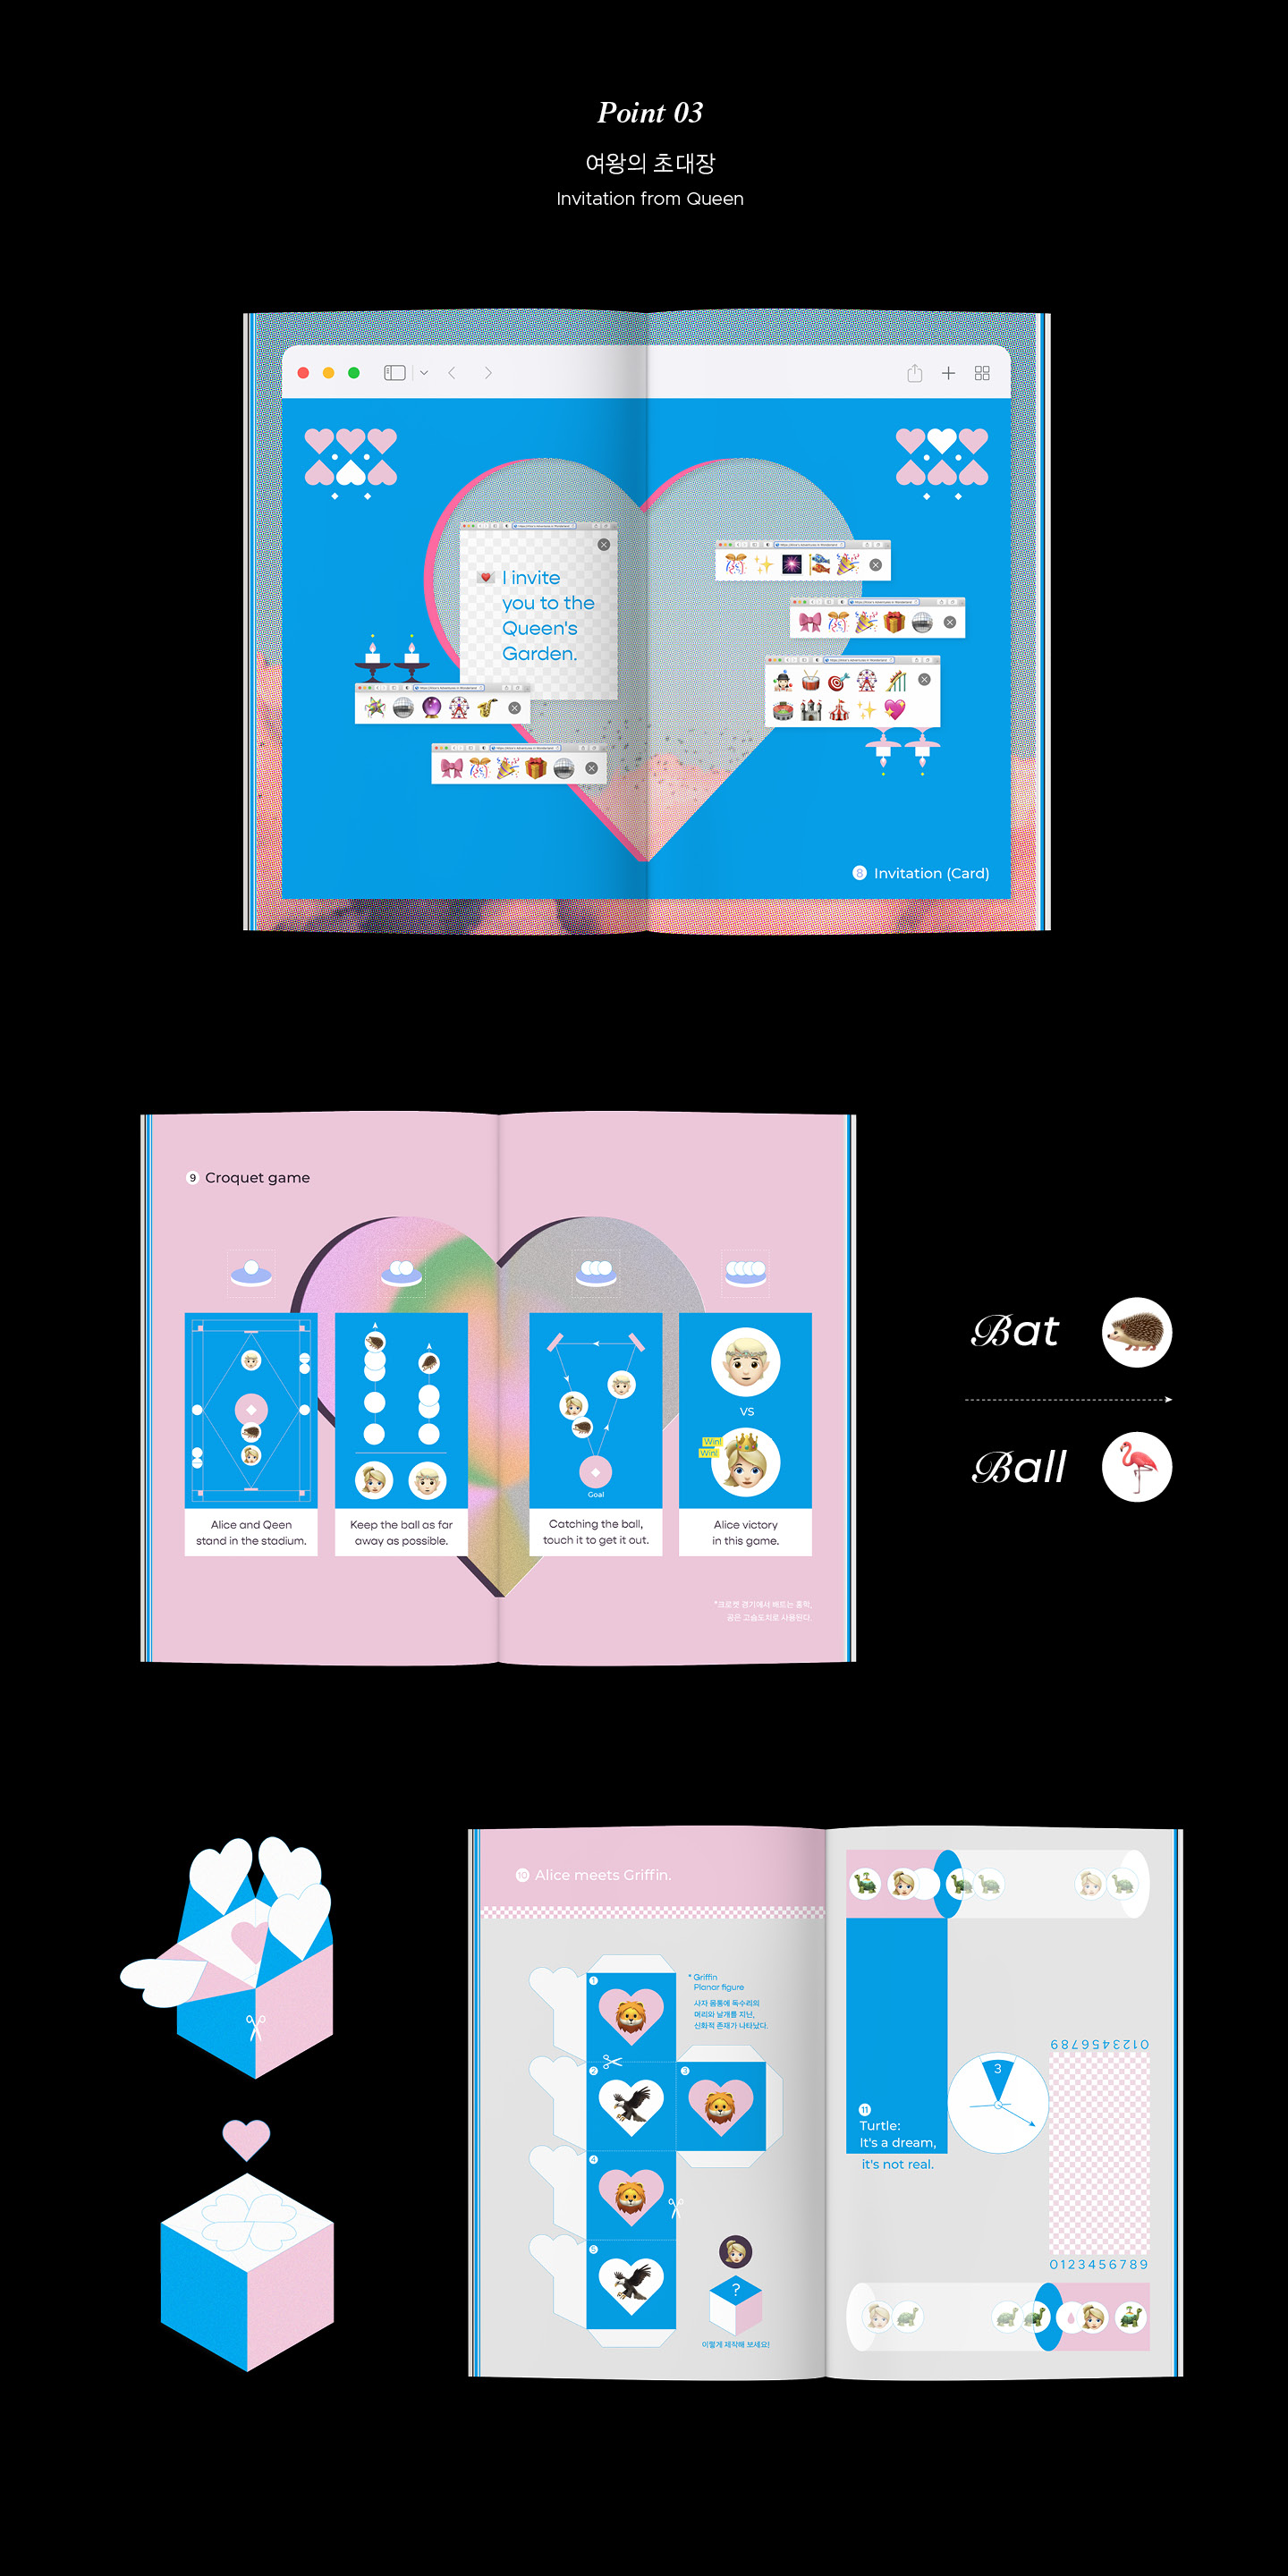 Point 03
여왕의 초대장
Invitation from Queen
I invite
you to the
Queen's
Garden.
8 Invitation (Card)
9 Croquet game
VS
Win!
Win!
Goal
Alice and Qeen
stand in the stadium.
Keep the ball as far
away as possible.
Catching the ball,
touch it to get it out.
Alice victory
in this game.
*크로켓 경기에서 배트는 홍학,
공은 고슴도치로 사용된다.
Bat
Ball
10 Alice meets Griffin.
1
* Griffin
Planar figure
사자 몸통에 독수리의
머리와 날개를 지닌,
신화적 존재가 나타났다.
2
3
4
5
?
이렇게 제작해 보세요!
0123456789
3
11
Turtle:
It's a dream,
it's not real.
0123456789